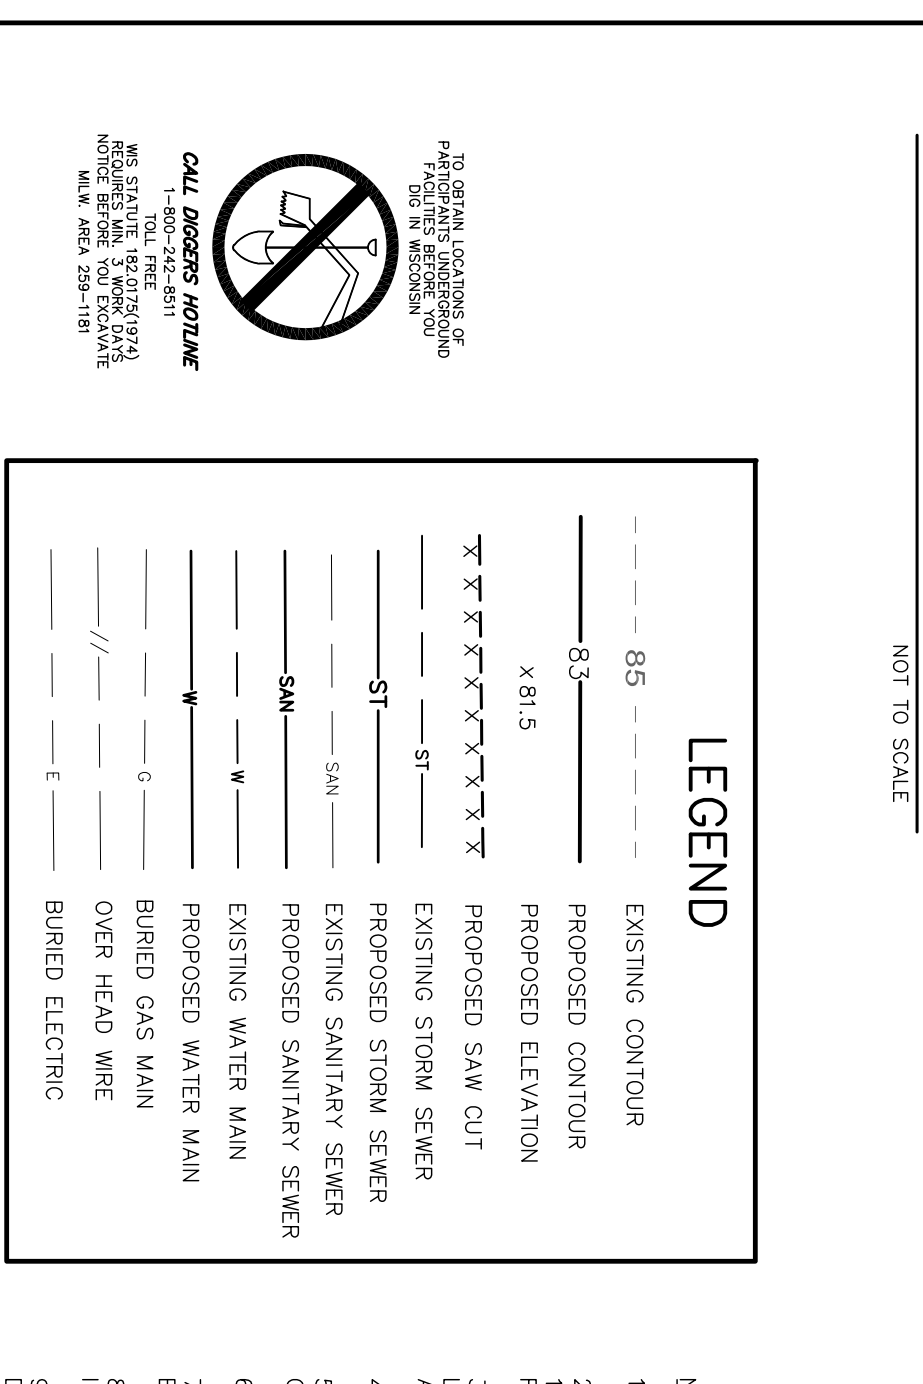 NOT TO SCALE
TO OBTAIN LOCATIONS OF
PARTICIPANTS UNDERGROUND
FACILITIES BEFORE YOU
DIG IN WISCONSIN
CALL DIGGERS HOTLINE
1-800-242-8511
TOLL FREE
WIS STATUTE 182.0175(1974)
REQUIRES MIN. 3 WORK DAYS
NOTICE BEFORE YOU EXCAVATE
MILW. AREA 259-1181
LEGEND
85 EXISTING CONTOUR
83 PROPOSED CONTOUR
x 81.5 PROPOSED ELEVATION
X X X X X X X X X X PROPOSED SAW CUT
ST EXISTING STORM SEWER
ST PROPOSED STORM SEWER
SAN EXISTING SANITARY SEWER
SAN PROPOSED SANITARY SEWER
W EXISTING WATER MAIN
W PROPOSED WATER MAIN
G BURIED GAS MAIN
// OVER HEAD WIRE
E BURIED ELECTRIC